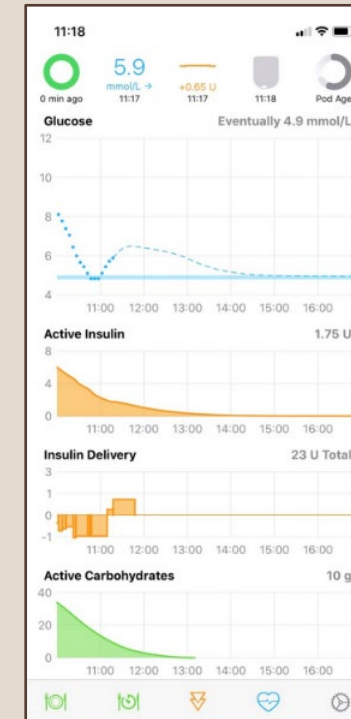 11:18
5.9
mmol/L →
+0.65 U
0 min ago
11:17
11:17
11:18
Pod Age
Glucose
Eventually 4.9 mmol/L
12
10
8
6
4
11:00 12:00 13:00 14:00 15:00 16:00
Active Insulin
1.75 U
8
4
0
11:00 12:00 13:00 14:00 15:00 16:00
Insulin Delivery
23 U Total
3
1
0
-1
11:00 12:00 13:00 14:00 15:00 16:00
Active Carbohydrates
10 g
40
20
0
11:00 12:00 13:00 14:00 15:00 16:00